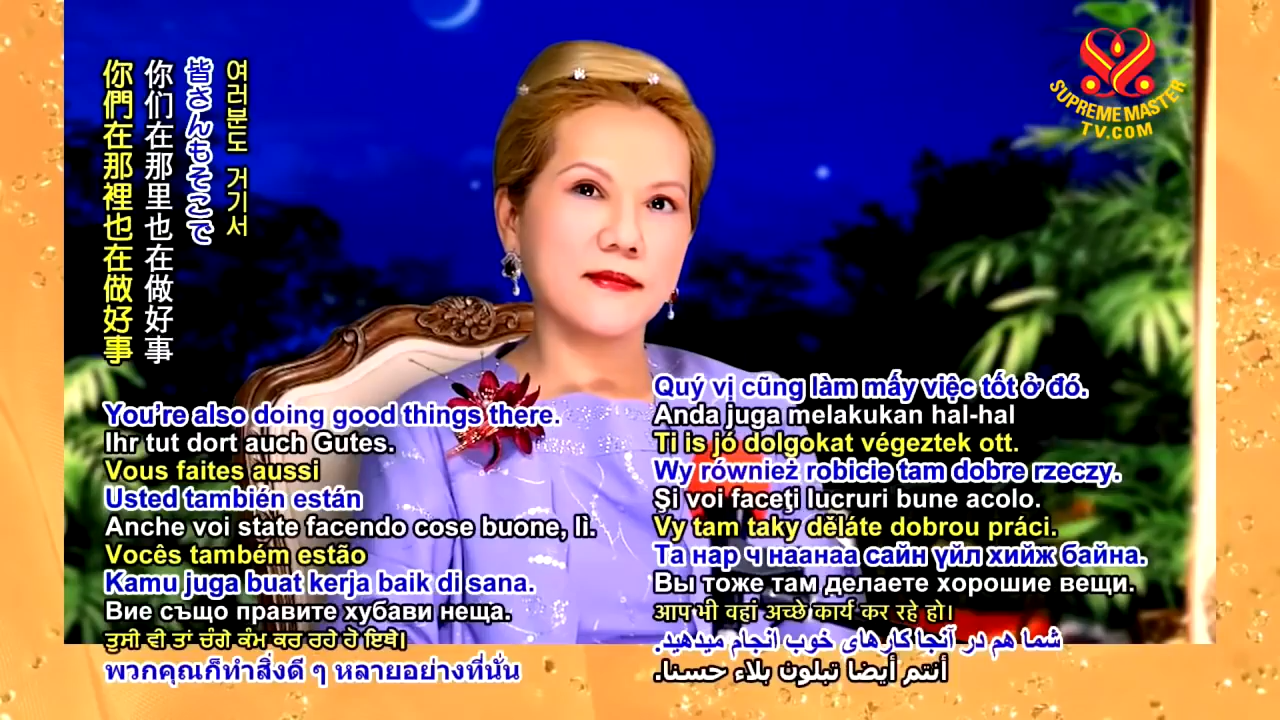 여러분도 거기서
皆さんもそこで
你们在那里也在做好事
你們在那裡也在做好事
SUPREME MASTER
TV.COM
You're also doing good things there.
Ihr tut dort auch Gutes.
Vous faites aussi
Usted también están
Anche voi state facendo cose buone, lì.
Vocês também estão
Kamu juga buat kerja baik di sana.
Вие също правите хубави неща.
ਤੁਸੀ ਵੀ ਤਾਂ ਚੰਗੇ ਕੰਮ ਕਰ ਰਹੇ ਹੋ ਇਥੇ।
พวกคุณก็ทำสิ่งดี ๆ หลายอย่างที่นั่น
Quý vị cũng làm mấy việc tốt ở đó.
Anda juga melakukan hal-hal
Ti is jó dolgokat végeztek ott.
Wy również robicie tam dobre rzeczy.
Şi voi faceţi lucruri bune acolo.
Vy tam taky děláte dobrou práci.
Та нар ч наанаа сайн үйл хийж байна.
Вы тоже там делаете хорошие вещи.
आप भी वहां अच्छे कार्य कर रहे हो।
شما هم در آنجا کارهای خوب انجام میدهید.
أنتم أيضا تبلون بلاء حسنا.